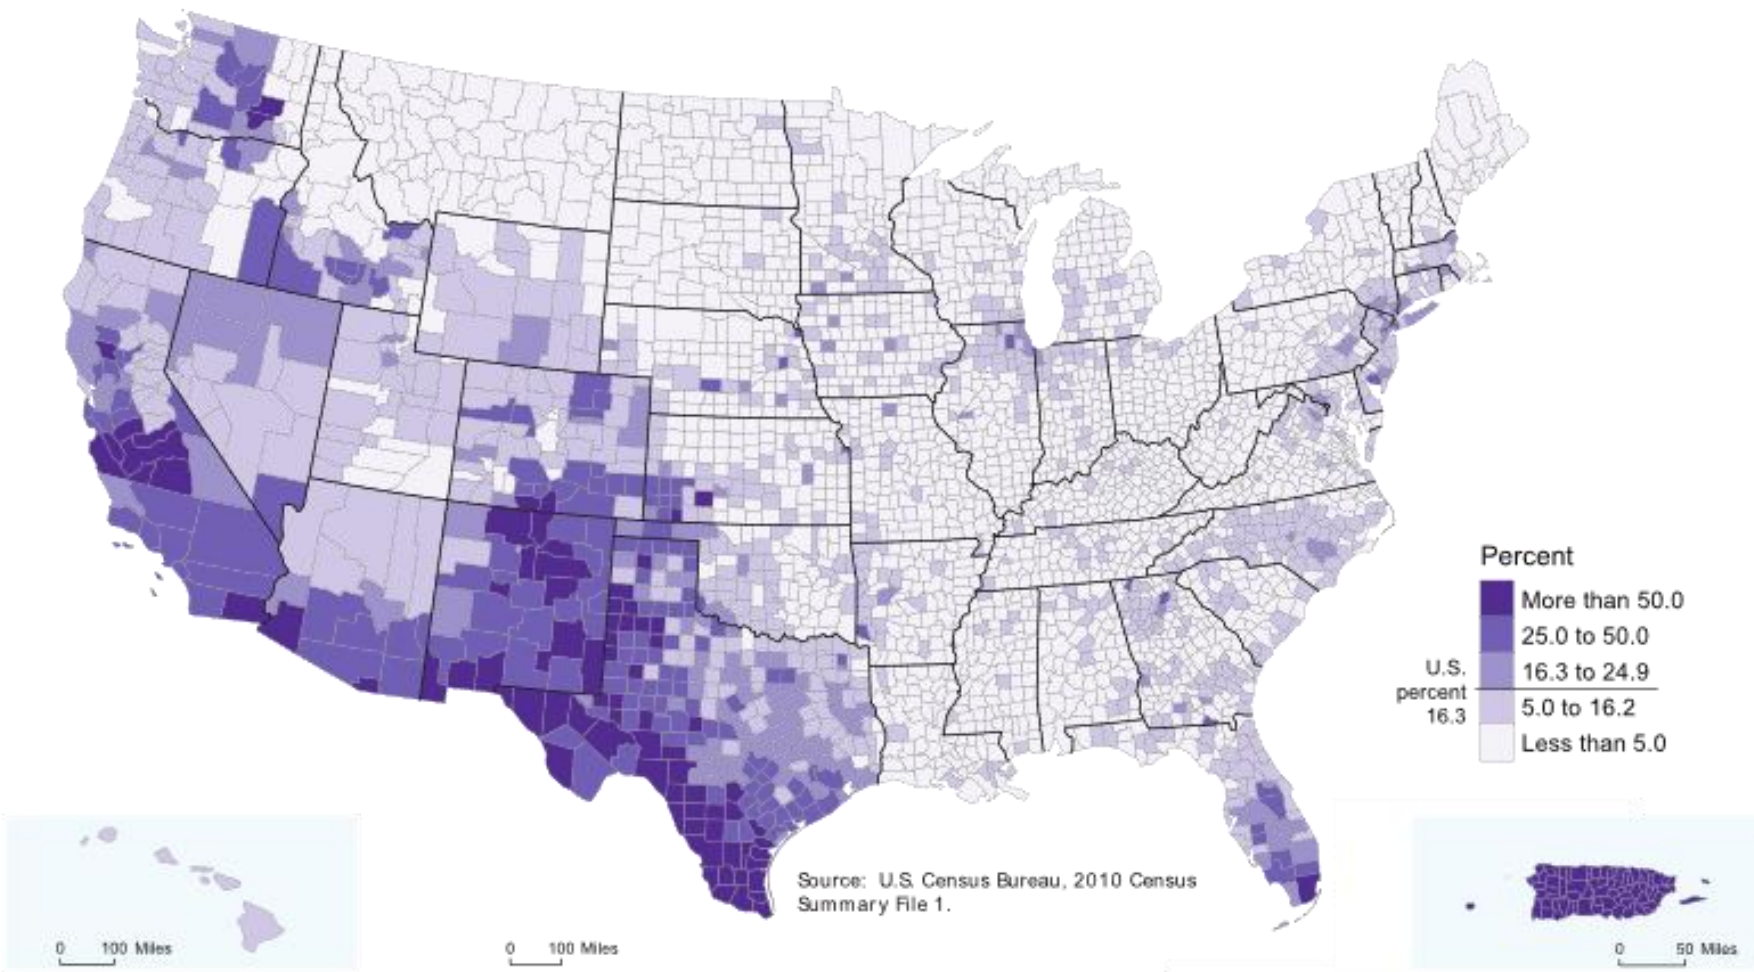 Percent
More than 50.0
25.0 to 50.0
16.3 to 24.9
U.S.
percent
16.3
5.0 to 16.2
Less than 5.0
Source: U.S. Census Bureau, 2010 Census
Summary File 1.
0 100 Miles
0 100 Miles
0 50 Miles